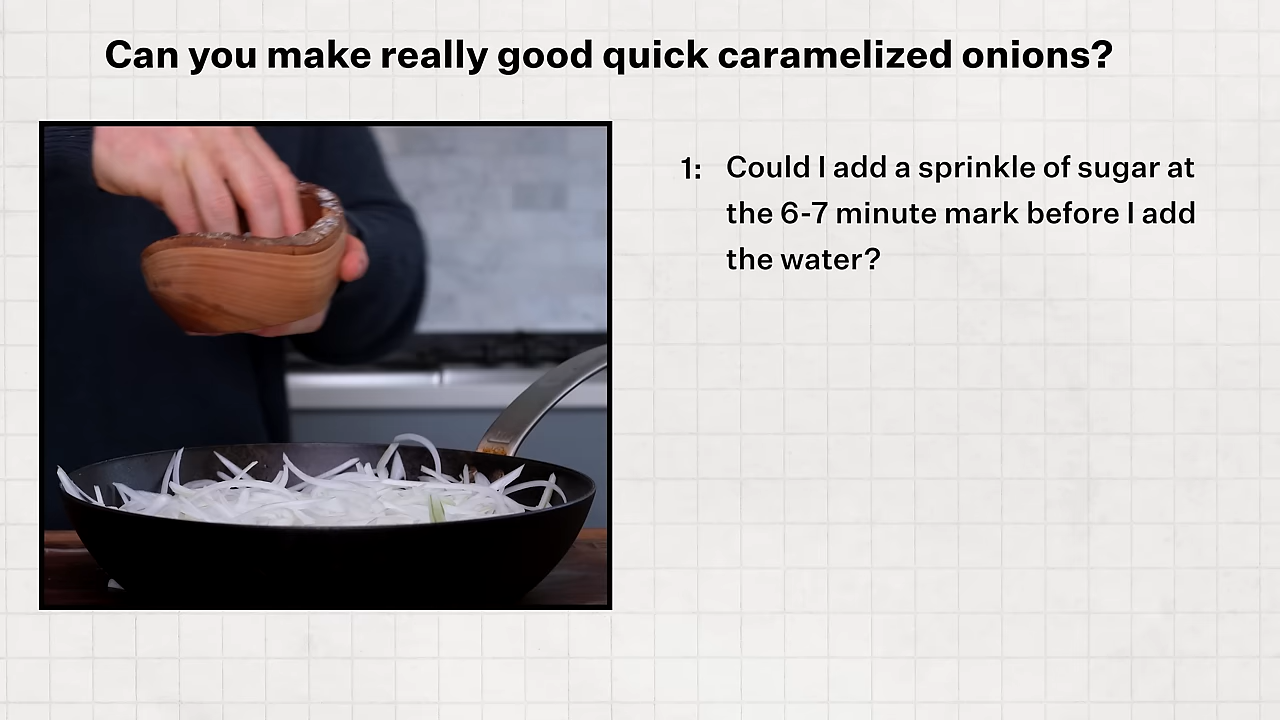 Can you make really good quick caramelized onions?
1: Could I add a sprinkle of sugar at
the 6-7 minute mark before I add
the water?